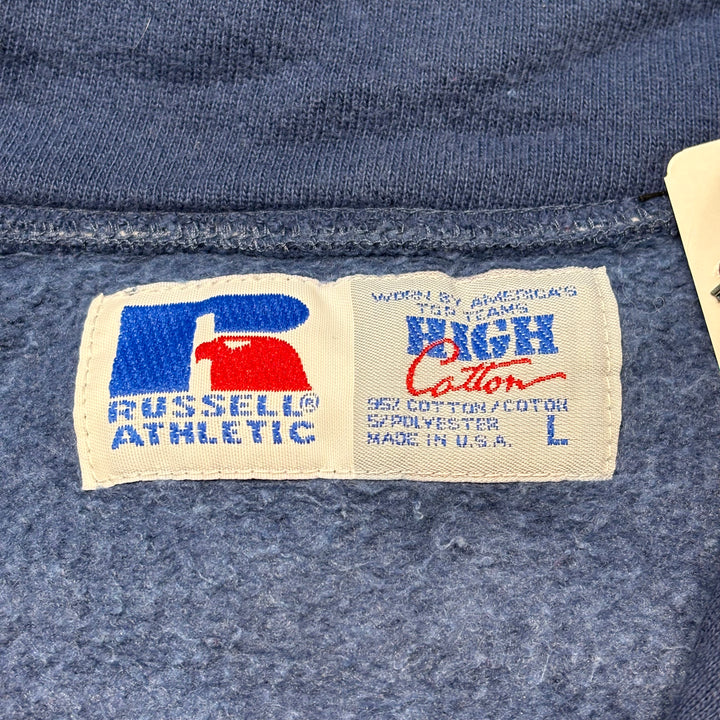 RUSSELL®
ATHLETIC
WORN BY AMERICA'S
TOP TEAMS
HIGH
Cotton
95% COTTON/COTON
5%POLYESTER
MADE IN U.S.A.
L